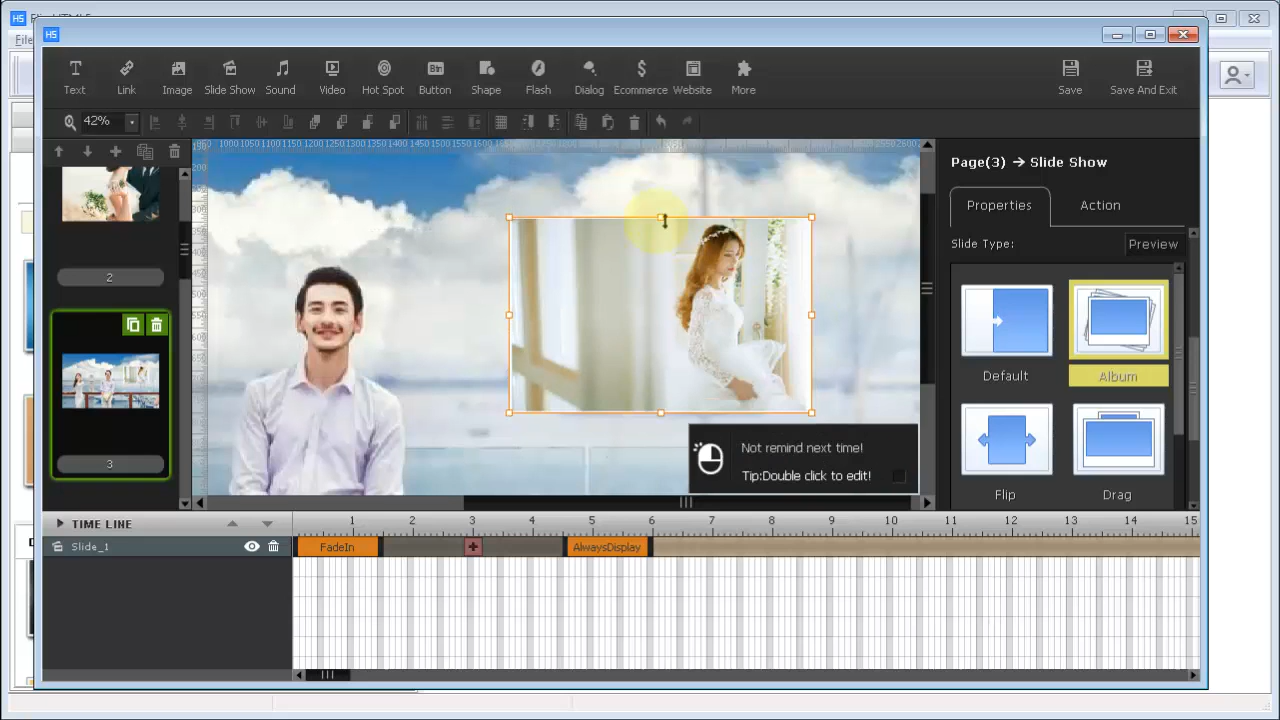 HS
File
HS
Text Link Image Slide Show Sound Video Hot Spot Button Shape Flash Dialog Ecommerce Website More Save Save And Exit
Btn
42%
Page(3) → Slide Show
Properties Action
Slide Type: Preview
Default Album
Flip Drag
2
3
Not remind next time!
Tip:Double click to edit!
TIME LINE 1 2 3 4 5 6 7 8 9 10 11 12 13 14 15
Slide_1 FadeIn AlwaysDisplay